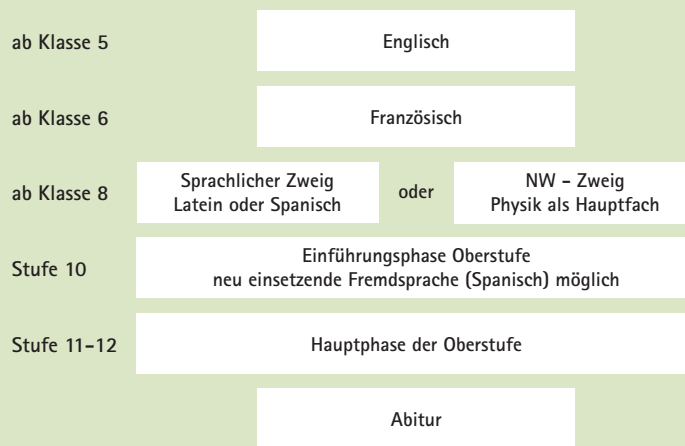 ab Klasse 5
Englisch
ab Klasse 6
Französisch
ab Klasse 8
Sprachlicher Zweig
Latein oder Spanisch
oder
NW - Zweig
Physik als Hauptfach
Stufe 10
Einführungsphase Oberstufe
neu einsetzende Fremdsprache (Spanisch) möglich
Stufe 11-12
Hauptphase der Oberstufe
Abitur